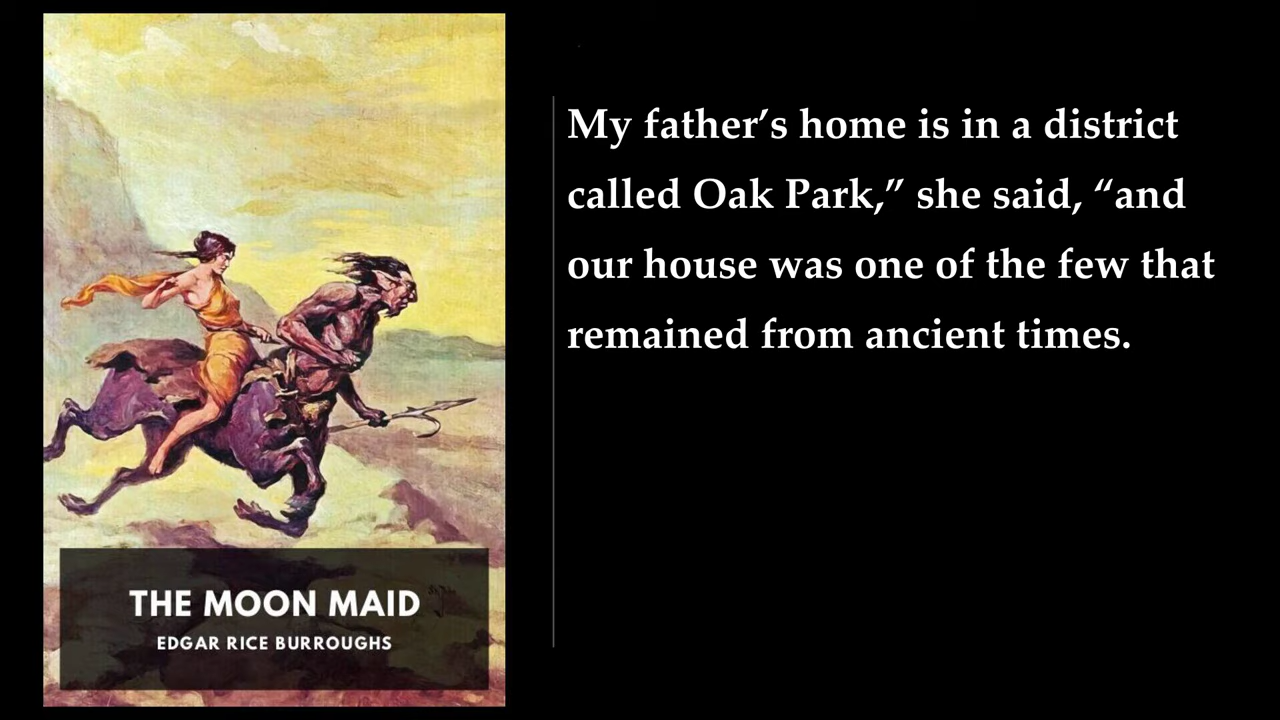 THE MOON MAID
EDGAR RICE BURROUGHS
My father’s home is in a district
called Oak Park,” she said, “and
our house was one of the few that
remained from ancient times.